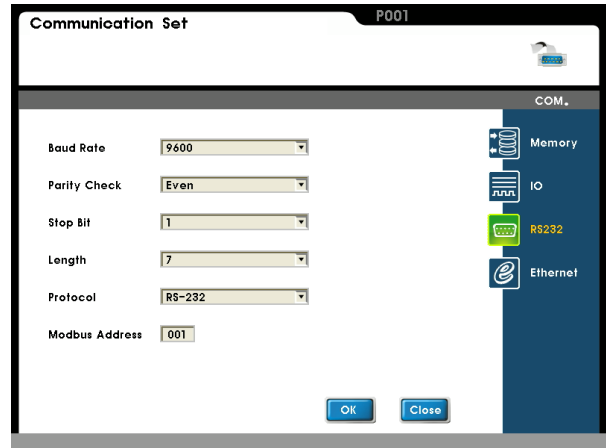 P001
Communication Set
COM.
Baud Rate 9600
Memory
Parity Check Even
IO
Stop Bit 1
RS232
Length 7
Ethernet
Protocol RS-232
Modbus Address 001
OK Close